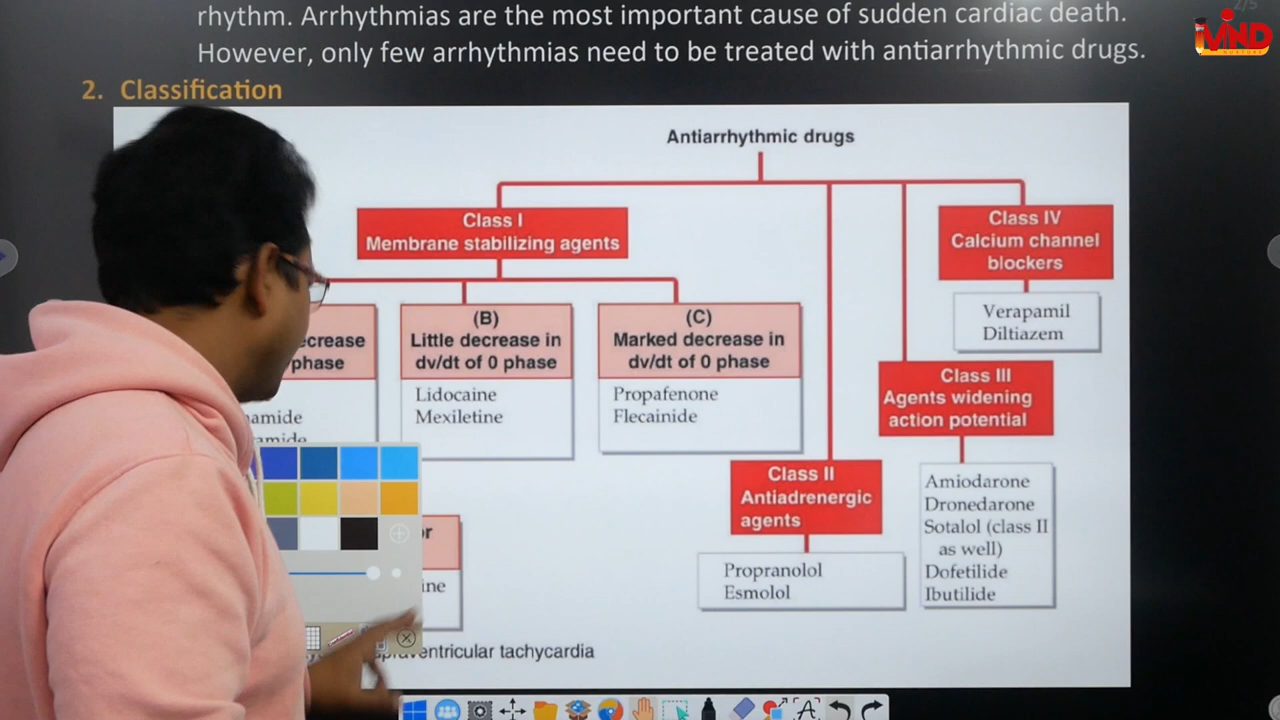 rhythm. Arrhythmias are the most important cause of sudden cardiac death.
However, only few arrhythmias need to be treated with antiarrhythmic drugs.
2/5
MIND
2. Classification
Antiarrhythmic drugs
Class I
Membrane stabilizing agents
Class IV
Calcium channel
blockers
Verapamil
Diltiazem
phase
(B)
Little decrease in
dv/dt of 0 phase
Lidocaine
Mexiletine
(C)
Marked decrease in
dv/dt of 0 phase
Propafenone
Flecainide
Class III
Agents widening
action potential
Amiodarone
Dronedarone
Sotalol (class II
as well)
Dofetilide
Ibutilide
Class II
Antiadrenergic
agents
Propranolol
Esmolol
tachycardia